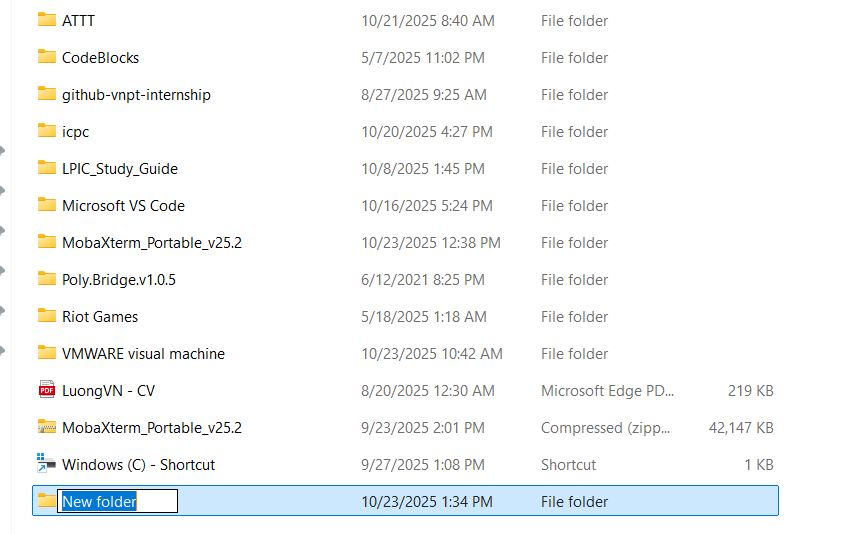 ATTT 10/21/2025 8:40 AM File folder
CodeBlocks 5/7/2025 11:02 PM File folder
github-vnpt-internship 8/27/2025 9:25 AM File folder
icpc 10/20/2025 4:27 PM File folder
LPIC_Study_Guide 10/8/2025 1:45 PM File folder
Microsoft VS Code 10/16/2025 5:24 PM File folder
MobaXterm_Portable_v25.2 10/23/2025 12:38 PM File folder
Poly.Bridge.v1.0.5 6/12/2021 8:25 PM File folder
Riot Games 5/18/2025 1:18 AM File folder
VMWARE visual machine 10/23/2025 10:42 AM File folder
PDF LuongVN - CV 8/20/2025 12:30 AM Microsoft Edge PD... 219 KB
MobaXterm_Portable_v25.2 9/23/2025 2:01 PM Compressed (zipp... 42,147 KB
Windows (C) - Shortcut 9/27/2025 1:08 PM Shortcut 1 KB
New folder 10/23/2025 1:34 PM File folder